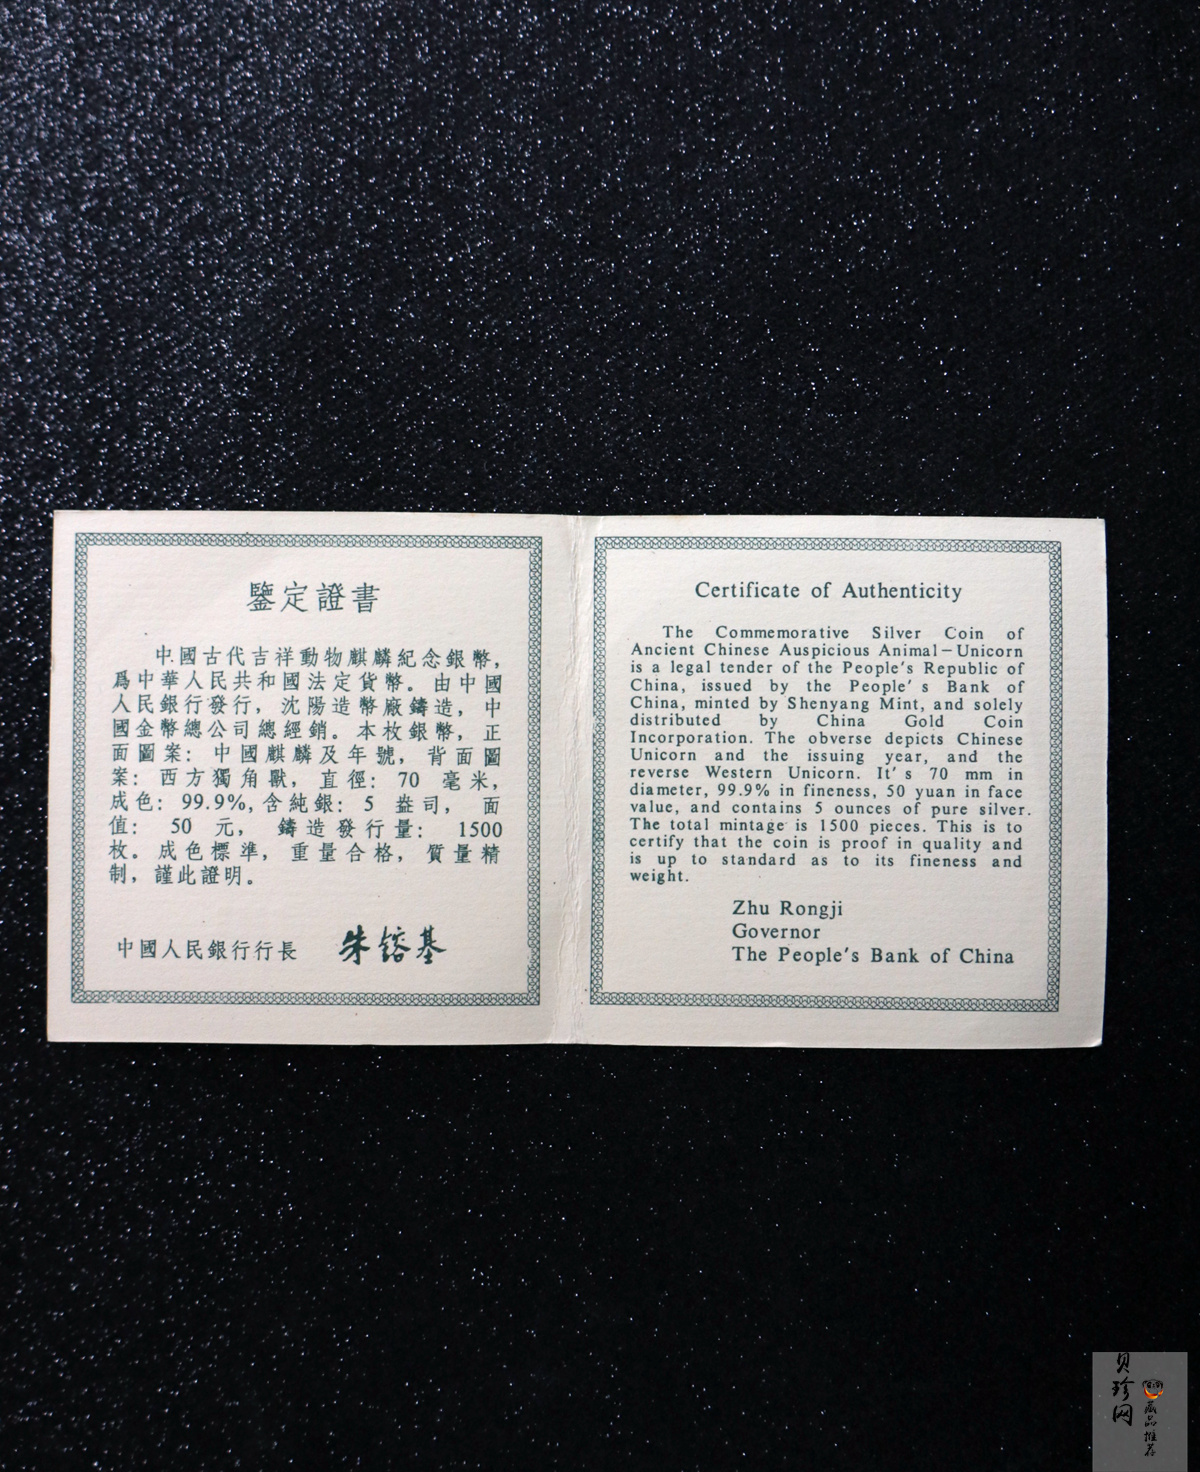 鑒定證書
中國古代吉祥動物麒麟紀念銀幣，
爲中華人民共和國法定貨幣。由中國
人民銀行發行，沈陽造幣廠鑄造，中
國金幣總公司總經銷。本枚銀幣，正
面圖案：中國麒麟及年號，背面圖
案：西方獨角獸，直徑：70 毫米，
成色：99.9%，含純銀：5 盎司，面
值：50 元，鑄造發行量：1500
枚。成色標準，重量合格，質量精
制，謹此證明。
中國人民銀行行長 朱鎔基
Certificate of Authenticity
The Commemorative Silver Coin of
Ancient Chinese Auspicious Animal—Unicorn
is a legal tender of the People's Republic of
China, issued by the People's Bank of
China, minted by Shenyang Mint, and solely
distributed by China Gold Coin
Incorporation. The obverse depicts Chinese
Unicorn and the issuing year, and the
reverse Western Unicorn. It's 70 mm in
diameter, 99.9% in fineness, 50 yuan in face
value, and contains 5 ounces of pure silver.
The total mintage is 1500 pieces. This is to
certify that the coin is proof in quality and
is up to standard as to its fineness and
weight.
Zhu Rongji
Governor
The People's Bank of China
贝珍网
藏品推荐